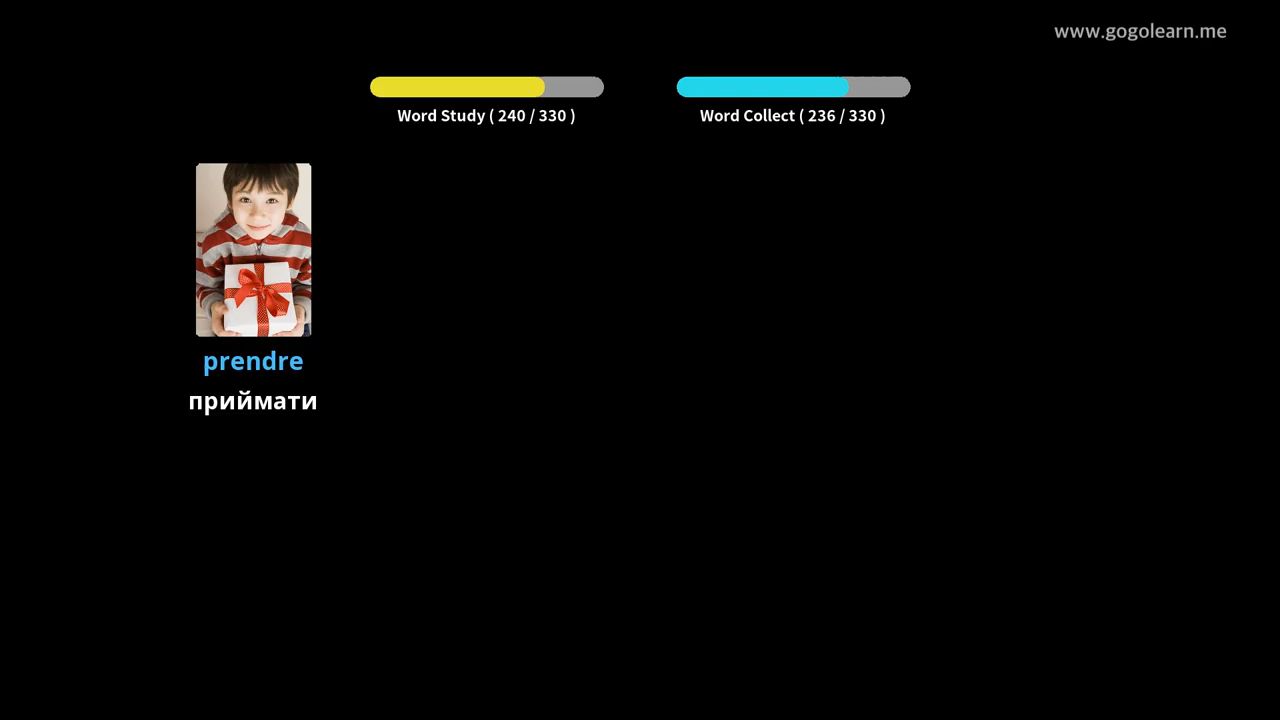 www.gogolearn.me
Word Study ( 240 / 330 )
Word Collect ( 236 / 330 )
prendre
приймати